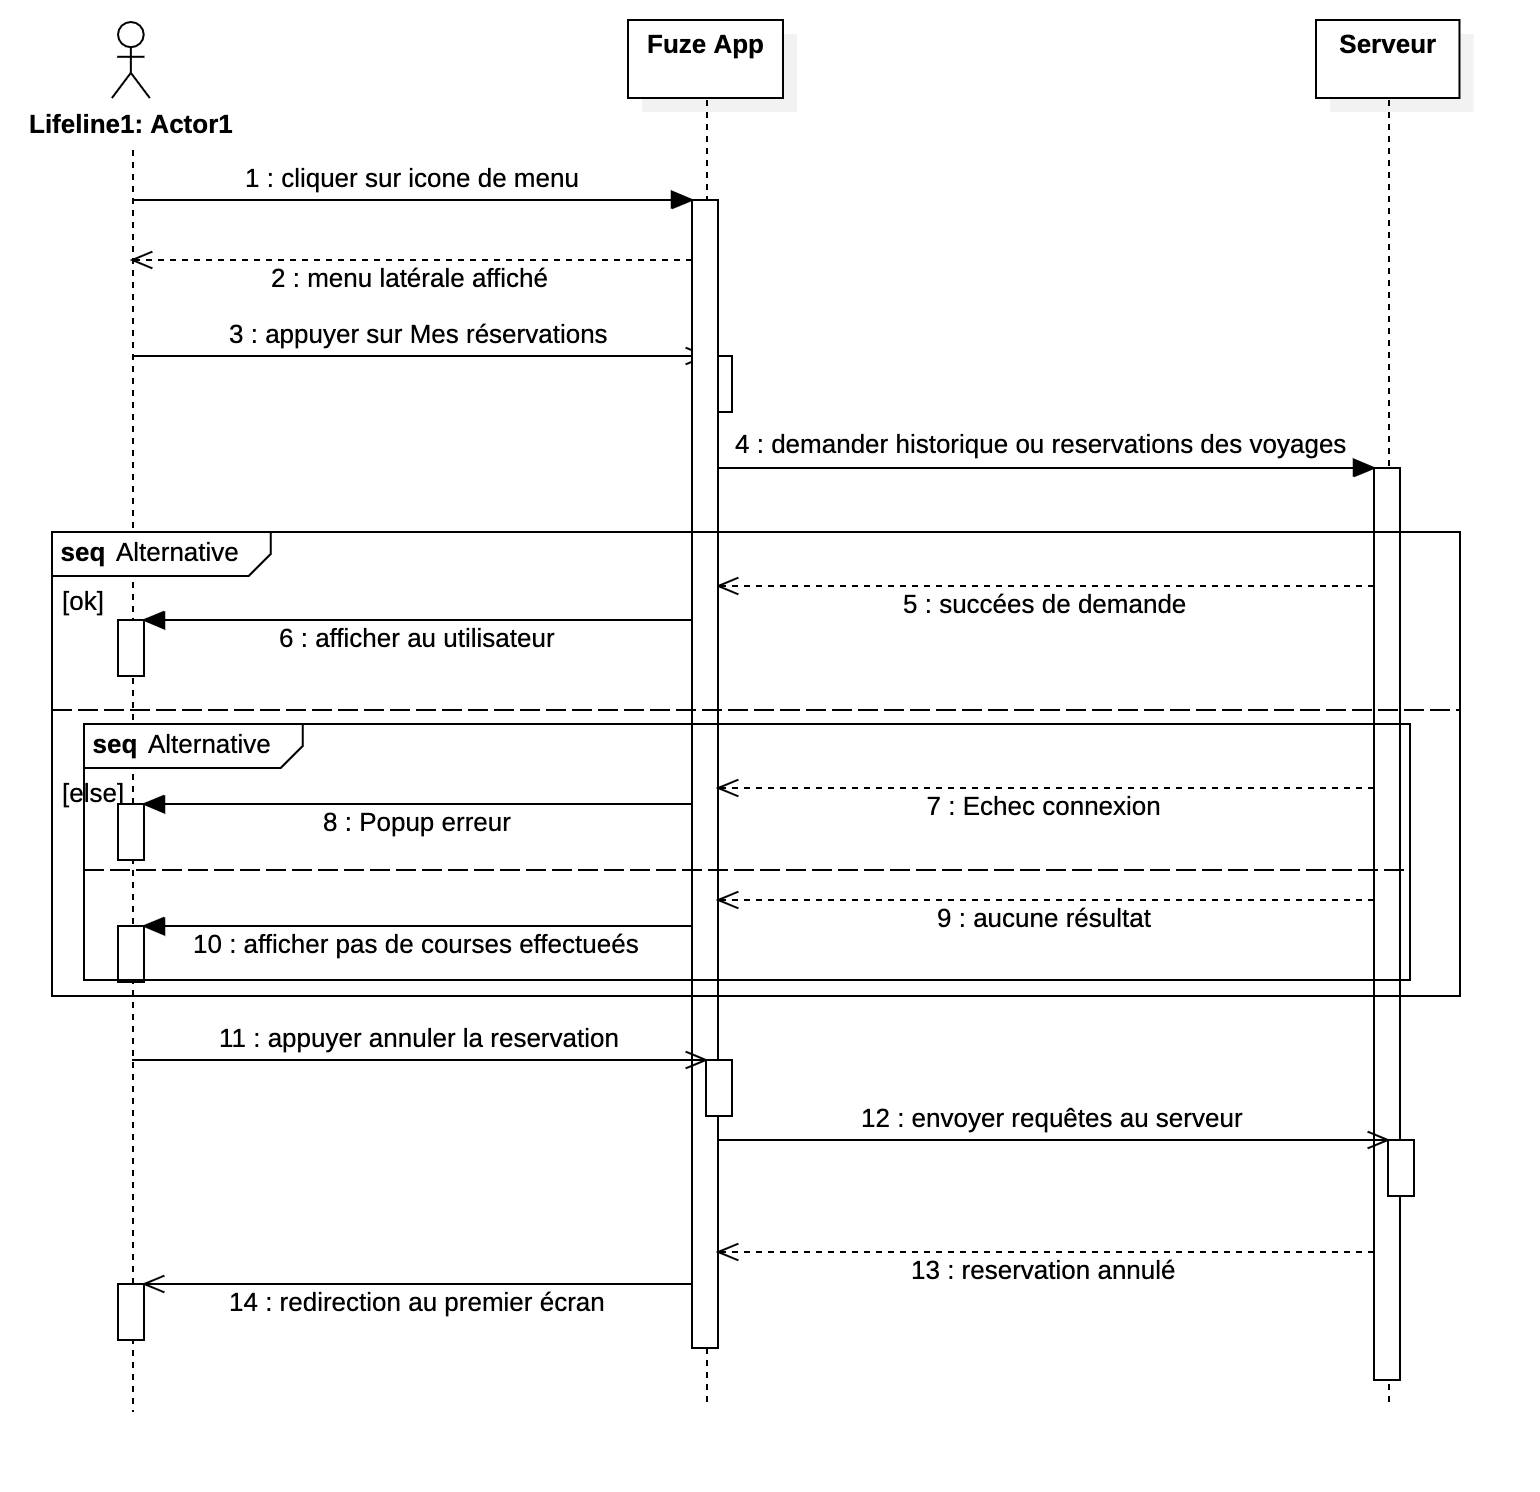 Fuze App
Serveur
Lifeline1: Actor1
1 : cliquer sur icone de menu
2 : menu latérale affiché
3 : appuyer sur Mes réservations
4 : demander historique ou reservations des voyages
seq Alternative
[ok]
5 : succées de demande
6 : afficher au utilisateur
seq Alternative
[else]
7 : Echec connexion
8 : Popup erreur
9 : aucune résultat
10 : afficher pas de courses effectueés
11 : appuyer annuler la reservation
12 : envoyer requêtes au serveur
13 : reservation annulé
14 : redirection au premier écran